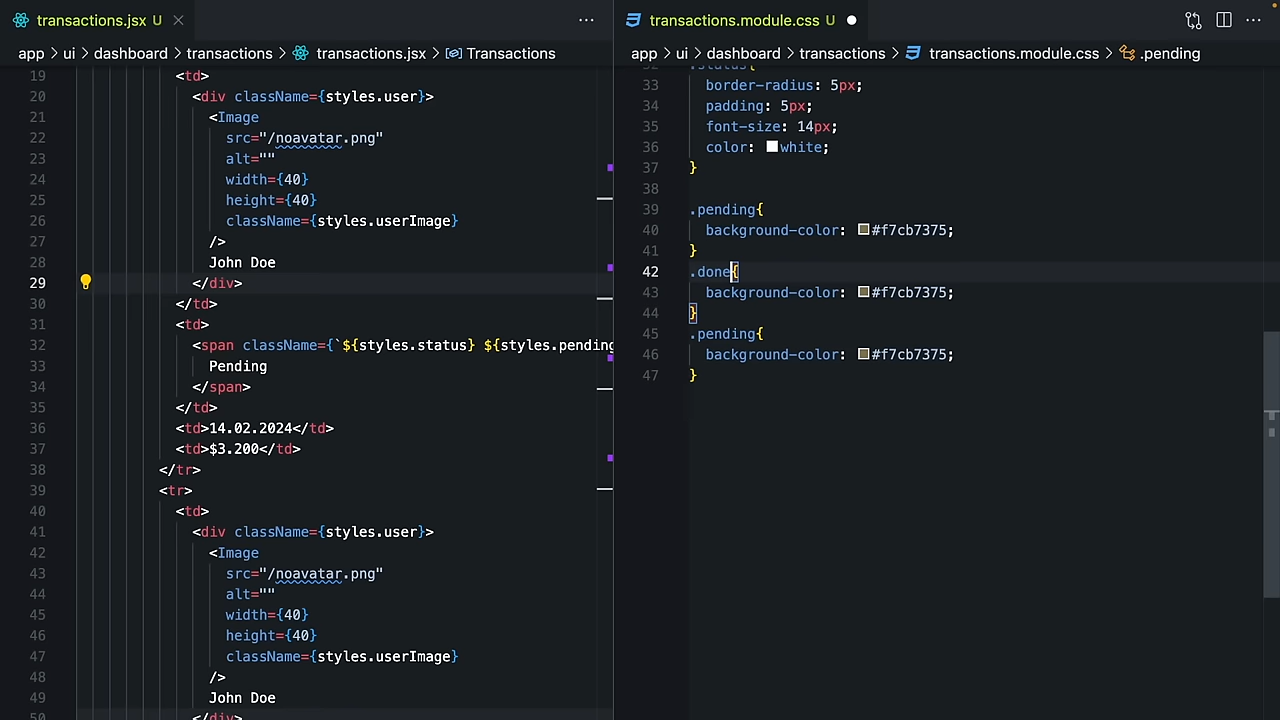 transactions.jsx U
app ui dashboard transactions transactions.jsx Transactions
19 <td>
20 <div className={styles.user}>
21 <Image
22 src="/noavatar.png"
23 alt=""
24 width={40}
25 height={40}
26 className={styles.userImage}
27 />
28 John Doe
29 </div>
30 </td>
31 <td>
32 <span className={`${styles.status} ${styles.pending
33 Pending
34 </span>
35 </td>
36 <td>14.02.2024</td>
37 <td>$3.200</td>
38 </tr>
39 <tr>
40 <td>
41 <div className={styles.user}>
42 <Image
43 src="/noavatar.png"
44 alt=""
45 width={40}
46 height={40}
47 className={styles.userImage}
48 />
49 John Doe
50 </div>
transactions.module.css U
app ui dashboard transactions transactions.module.css .pending
32 .status{
33 border-radius: 5px;
34 padding: 5px;
35 font-size: 14px;
36 color: white;
37 }
38
39 .pending{
40 background-color: #f7cb7375;
41 }
42 .done{
43 background-color: #f7cb7375;
44 }
45 .pending{
46 background-color: #f7cb7375;
47 }